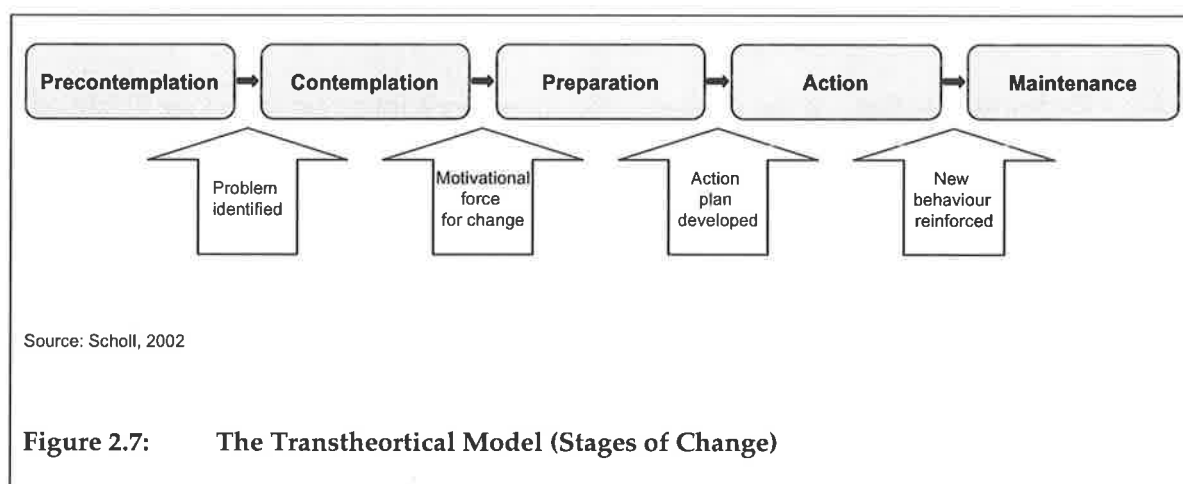 Precontemplation Contemplation Preparation Action Maintenance
Problem
identified
Motivational
force
for change
Action
plan
developed
New
behaviour
reinforced
Source: Scholl, 2002
Figure 2.7: The Transtheortical Model (Stages of Change)